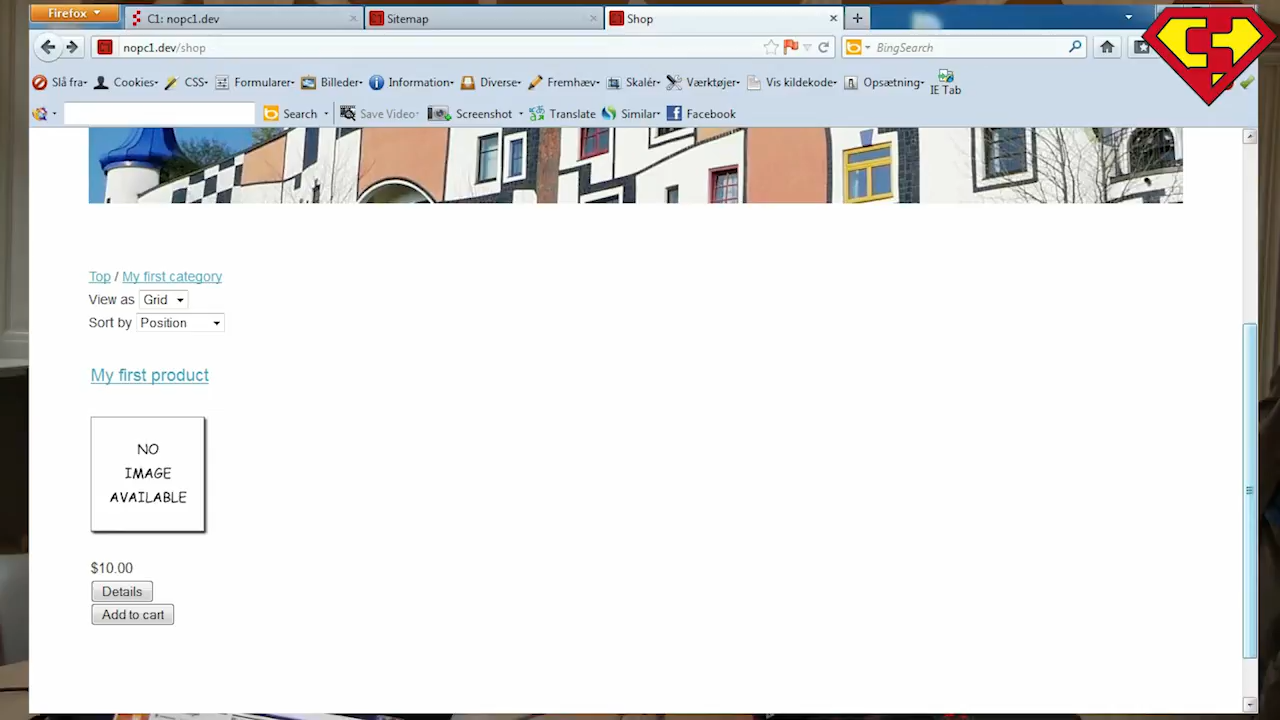 Firefox
C1: nopc1.dev
Sitemap
Shop
nopc1.dev/shop
BingSearch
Slå fra Cookies CSS Formularer Billeder Information Diverse Fremhæv Skalér Værktøjer Vis kildekode Opsætning IE Tab
Search Save Video Screenshot Translate Similar Facebook
Top / My first category
View as Grid
Sort by Position
My first product
NO
IMAGE
AVAILABLE
$10.00
Details
Add to cart